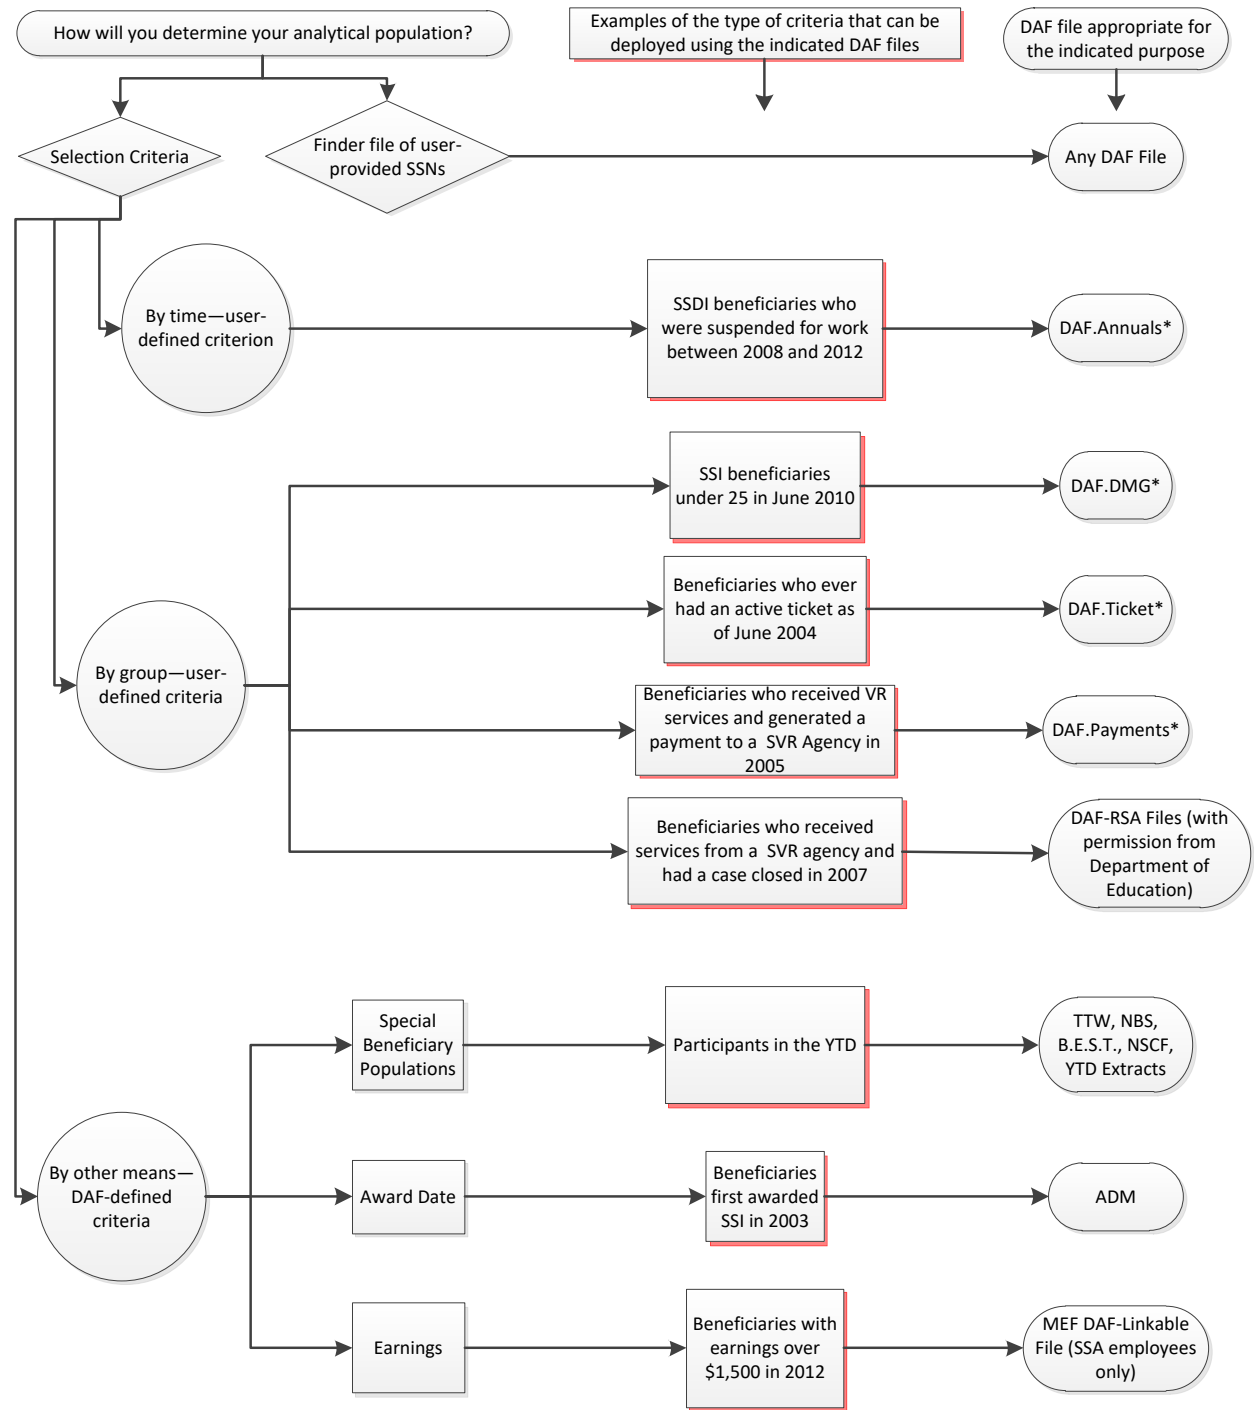 How will you determine your analytical population?
Examples of the type of criteria that can be
deployed using the indicated DAF files
DAF file appropriate for
the indicated purpose
Selection Criteria
Finder file of user-
provided SSNs
Any DAF File
By time—user-
defined criterion
SSDI beneficiaries who
were suspended for work
between 2008 and 2012
DAF.Annuals*
SSI beneficiaries
under 25 in June 2010
DAF.DMG*
Beneficiaries who ever
had an active ticket as
of June 2004
DAF.Ticket*
By group—user-
defined criteria
Beneficiaries who received VR
services and generated a
payment to a SVR Agency in
2005
DAF.Payments*
Beneficiaries who received
services from a SVR agency and
had a case closed in 2007
DAF-RSA Files (with
permission from
Department of
Education)
Special
Beneficiary
Populations
Participants in the YTD
TTW, NBS,
B.E.S.T., NSCF,
YTD Extracts
By other means—
DAF-defined
criteria
Award Date
Beneficiaries
first awarded
SSI in 2003
ADM
Earnings
Beneficiaries with
earnings over
$1,500 in 2012
MEF DAF-Linkable
File (SSA employees
only)